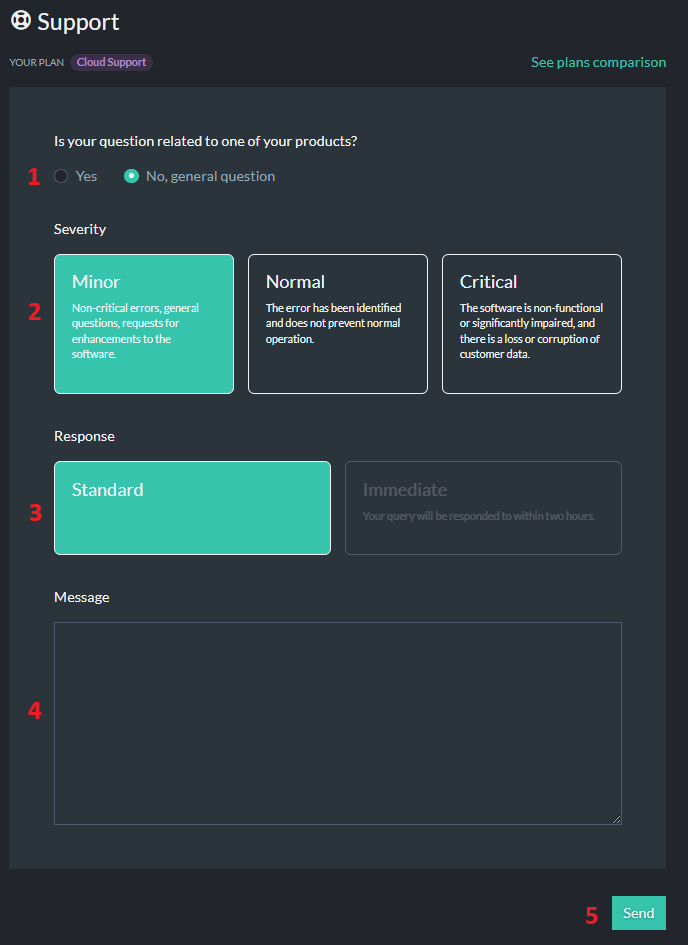 Support
YOUR PLAN Cloud Support See plans comparison
Is your question related to one of your products?
1 Yes No, general question
Severity
2
Minor
Non-critical errors, general
questions, requests for
enhancements to the
software.
Normal
The error has been identified
and does not prevent normal
operation.
Critical
The software is non-functional
or significantly impaired, and
there is a loss or corruption of
customer data.
Response
3
Standard
Immediate
Your query will be responded to within two hours.
Message
4
5 Send